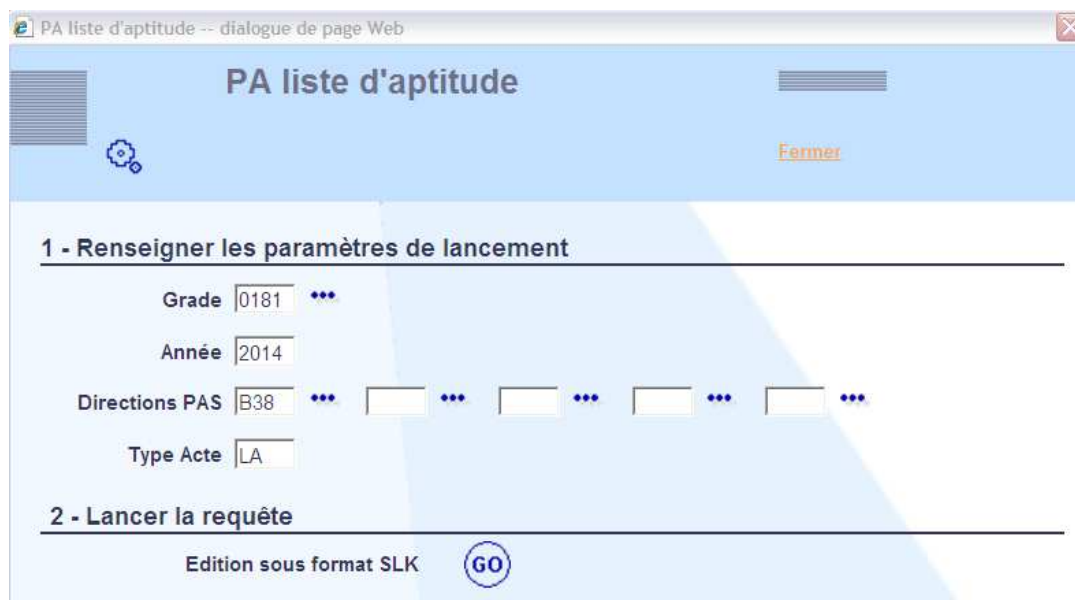 PA liste d'aptitude -- dialogue de page Web
PA liste d'aptitude
Fermer
1 - Renseigner les paramètres de lancement
Grade 0181 •••
Année 2014
Directions PAS B38 ••• ••• ••• ••• •••
Type Acte LA
2 - Lancer la requête
Edition sous format SLK GO